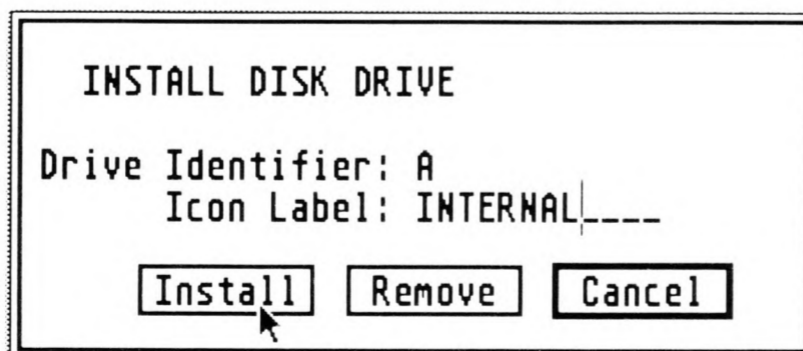 INSTALL DISK DRIVE
Drive Identifier: A
Icon Label: INTERNAL____
Install Remove Cancel